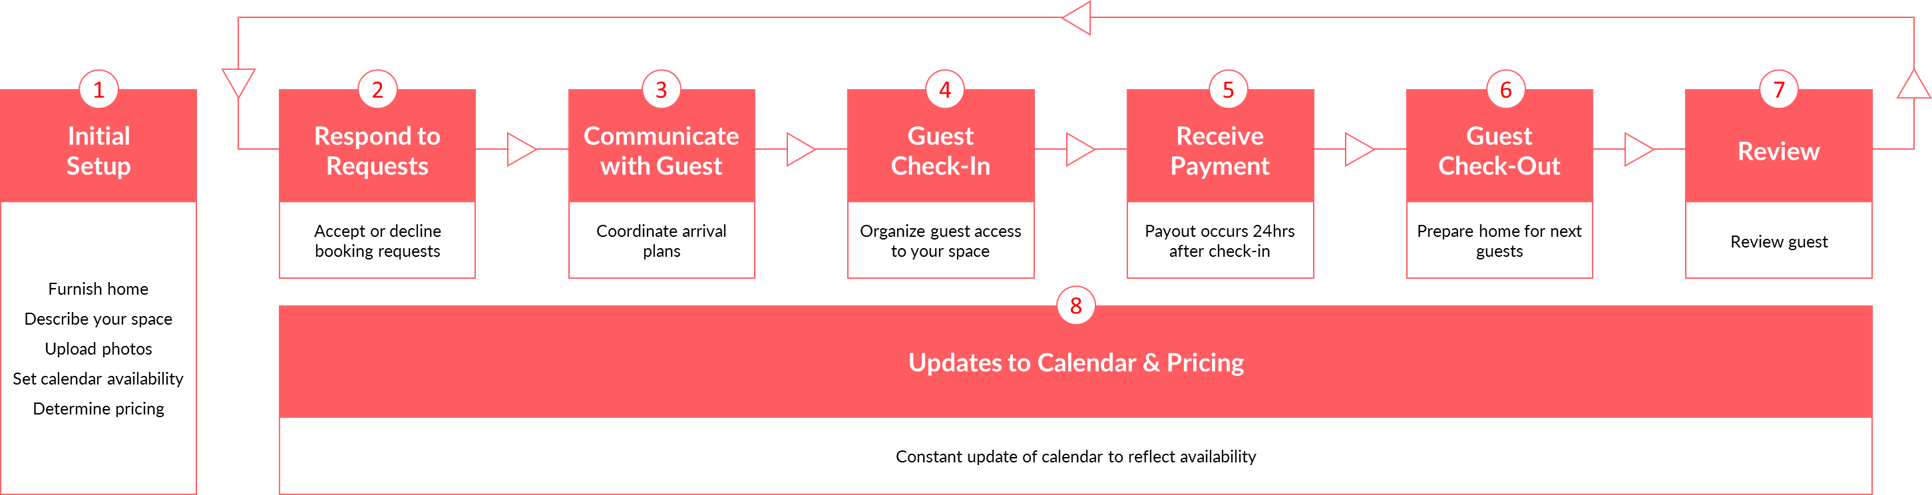 1
Initial
Setup
Furnish home
Describe your space
Upload photos
Set calendar availability
Determine pricing
2
Respond to
Requests
Accept or decline
booking requests
3
Communicate
with Guest
Coordinate arrival
plans
4
Guest
Check-In
Organize guest access
to your space
5
Receive
Payment
Payout occurs 24hrs
after check-in
6
Guest
Check-Out
Prepare home for next
guests
7
Review
Review guest
8
Updates to Calendar & Pricing
Constant update of calendar to reflect availability